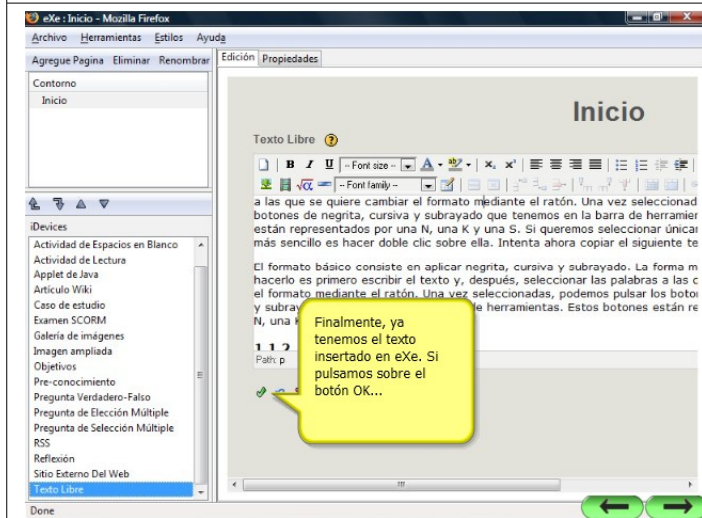 eXe : Inicio - Mozilla Firefox
Archivo Herramientas Estilos Ayuda
Agregue Pagina Eliminar Renombrar
Edición Propiedades
Contorno
Inicio
Inicio
Texto Libre
-- Font size --
-- Font family --
a las que se quiere cambiar el formato mediante el ratón. Una vez seleccionad
botones de negrita, cursiva y subrayado que tenemos en la barra de herramier
están representados por una N, una K y una S. Si queremos seleccionar únicar
más sencillo es hacer doble clic sobre ella. Intenta ahora copiar el siguiente te
El formato básico consiste en aplicar negrita, cursiva y subrayado. La forma m
hacerlo es primero escribir el texto y, después, seleccionar las palabras a las c
el formato mediante el ratón. Una vez seleccionadas, podemos pulsar los boto
y subray
de herramientas. Estos botones están re
N, una K
1.1.2
Path: p
Finalmente, ya
tenemos el texto
insertado en eXe. Si
pulsamos sobre el
botón OK...
iDevices
Actividad de Espacios en Blanco
Actividad de Lectura
Applet de Java
Artículo Wiki
Caso de estudio
Examen SCORM
Galería de imágenes
Imagen ampliada
Objetivos
Pre-conocimiento
Pregunta Verdadero-Falso
Pregunta de Elección Múltiple
Pregunta de Selección Múltiple
RSS
Reflexión
Sitio Externo Del Web
Texto Libre
Done